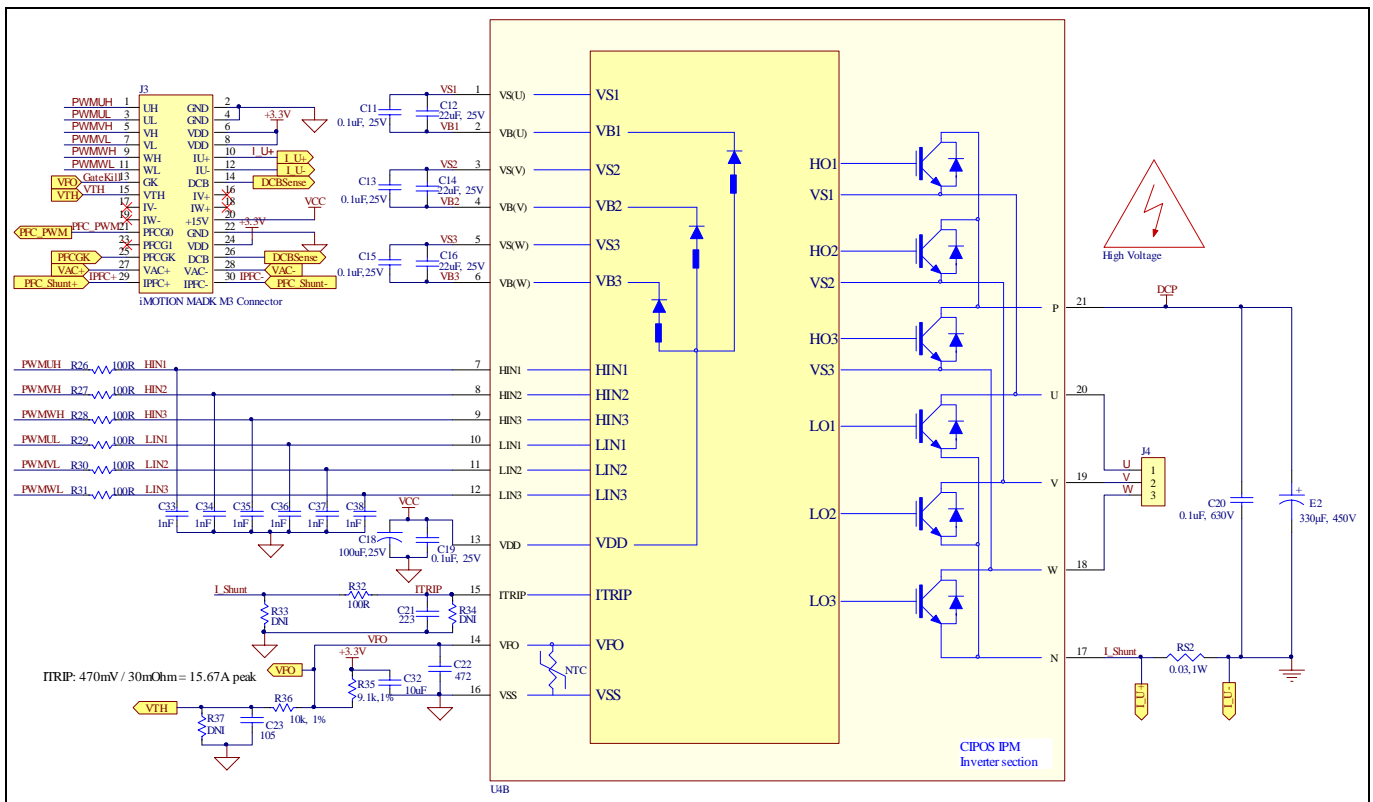 J3
PWMUH 1 UH GND 2
PWMUL 3 UL GND 4 +3.3V
PWMVH 5 VH VDD 6
PWMVL 7 VL VDD 8
PWMWH 9 WH IU+ 10 I_U+ I_U+
PWMWL 11 WL IU- 12 I_U-
VFO GateKill 13 GK DCB 14 DCBSense
VTH VTH 15 VTH IV+ 16
17 IV- IW+ 18 VCC
19 IW- +15V 20
PFC_PWM PFC_PWM 21 PFCG0 GND 22 +3.3V
23 PFCG1 VDD 24
PFCGK 25 PFCGK DCB 26 DCBSense
VAC+ 27 VAC+ VAC- 28 VAC-
PFC_Shunt+ IPFC+ 29 IPFC+ IPFC- 30 IPFC- PFC_Shunt-
iMOTION MADK M3 Connector
VS1 1 VS(U) VS1
C11 0.1uF, 25V
C12 22uF, 25V
VB1 2 VB(U) VB1
VS2 3 VS(V) VS2
C13 0.1uF,25V
C14 22uF, 25V
VB2 4 VB(V) VB2
VS3 5 VS(W) VS3
C15 0.1uF,25V
C16 22uF, 25V
VB3 6 VB(W) VB3
PWMUH R26 100R HIN1 7 HIN1 HIN1
PWMVH R27 100R HIN2 8 HIN2 HIN2
PWMWH R28 100R HIN3 9 HIN3 HIN3
PWMUL R29 100R LIN1 10 LIN1 LIN1
PWMVL R30 100R LIN2 11 LIN2 LIN2
PWMWL R31 100R LIN3 12 LIN3 LIN3
C33 1nF
C34 1nF
C35 1nF
C36 1nF
C37 1nF
C38 1nF
VCC
C18 100uF,25V
C19 0.1uF, 25V
13 VDD VDD
I_Shunt R32 100R ITRIP 15 ITRIP ITRIP
R33 DNI
C21 223
R34 DNI
VFO 14 VFO VFO
VFO
+3.3V
C22 472
NTC
ITRIP: 470mV / 30mOhm = 15.67A peak
R35 9.1k,1%
C32 10uF
16 VSS VSS
VTH
R36 10k, 1%
R37 DNI
C23 105
HO1
VS1
HO2
VS2
HO3
VS3
LO1
LO2
LO3
P 21 DCP
U 20
V 19
W 18
N 17 I_Shunt
J4
U 1
V 2
W 3
C20 0.1uF, 630V
+ E2 330μF, 450V
RS2 0.03,1W
I_U+
I_U-
High Voltage
CIPOS IPM
Inverter section
U4B